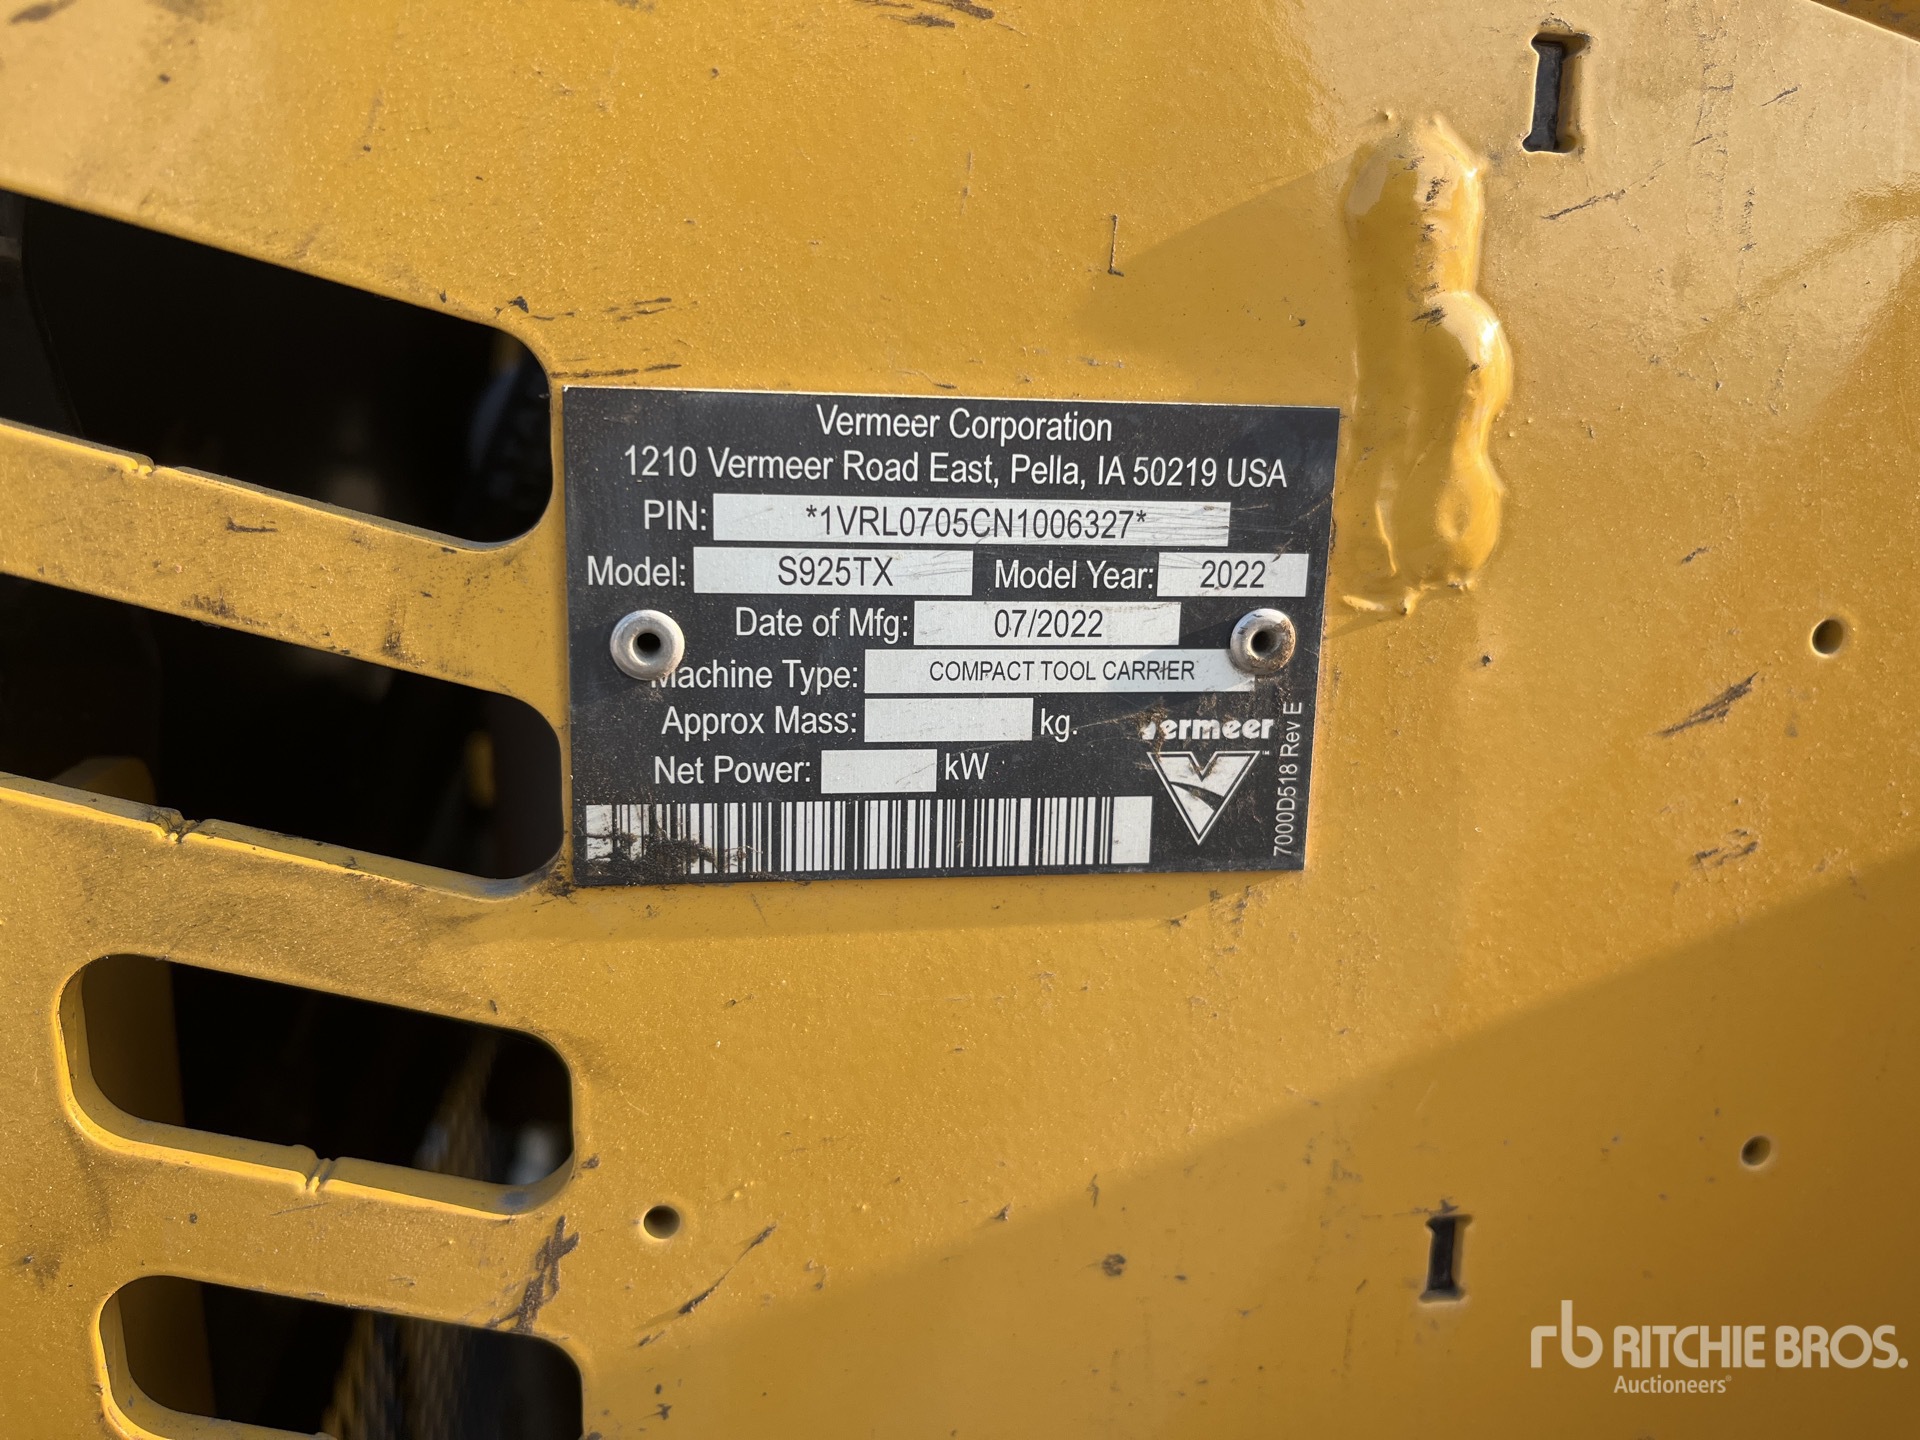 Vermeer Corporation
1210 Vermeer Road East, Pella, IA 50219 USA
PIN: *1VRL0705CN1006327*
Model: S925TX Model Year: 2022
Date of Mfg: 07/2022
Machine Type: COMPACT TOOL CARRIER
Approx Mass: kg.
Net Power: kW
Vermeer
7000D518 Rev E
rb RITCHIE BROS.
Auctioneers